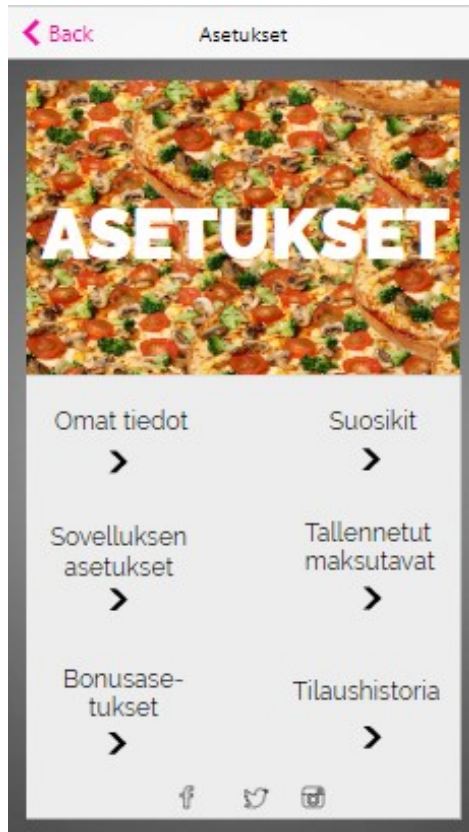 Back
Asetukset
ASETUKSET
Omat tiedot
Suosikit
Sovelluksen
asetukset
Tallennetut
maksutavat
Bonusase-
tukset
Tilaushistoria